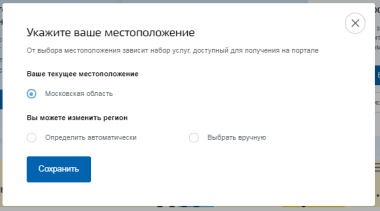 Укажите ваше местоположение
От выбора местоположения зависит набор услуг, доступный для получения на портале
Ваше текущее местоположение
Московская область
Вы можете изменить регион
Определить автоматически
Выбрать вручную
Сохранить